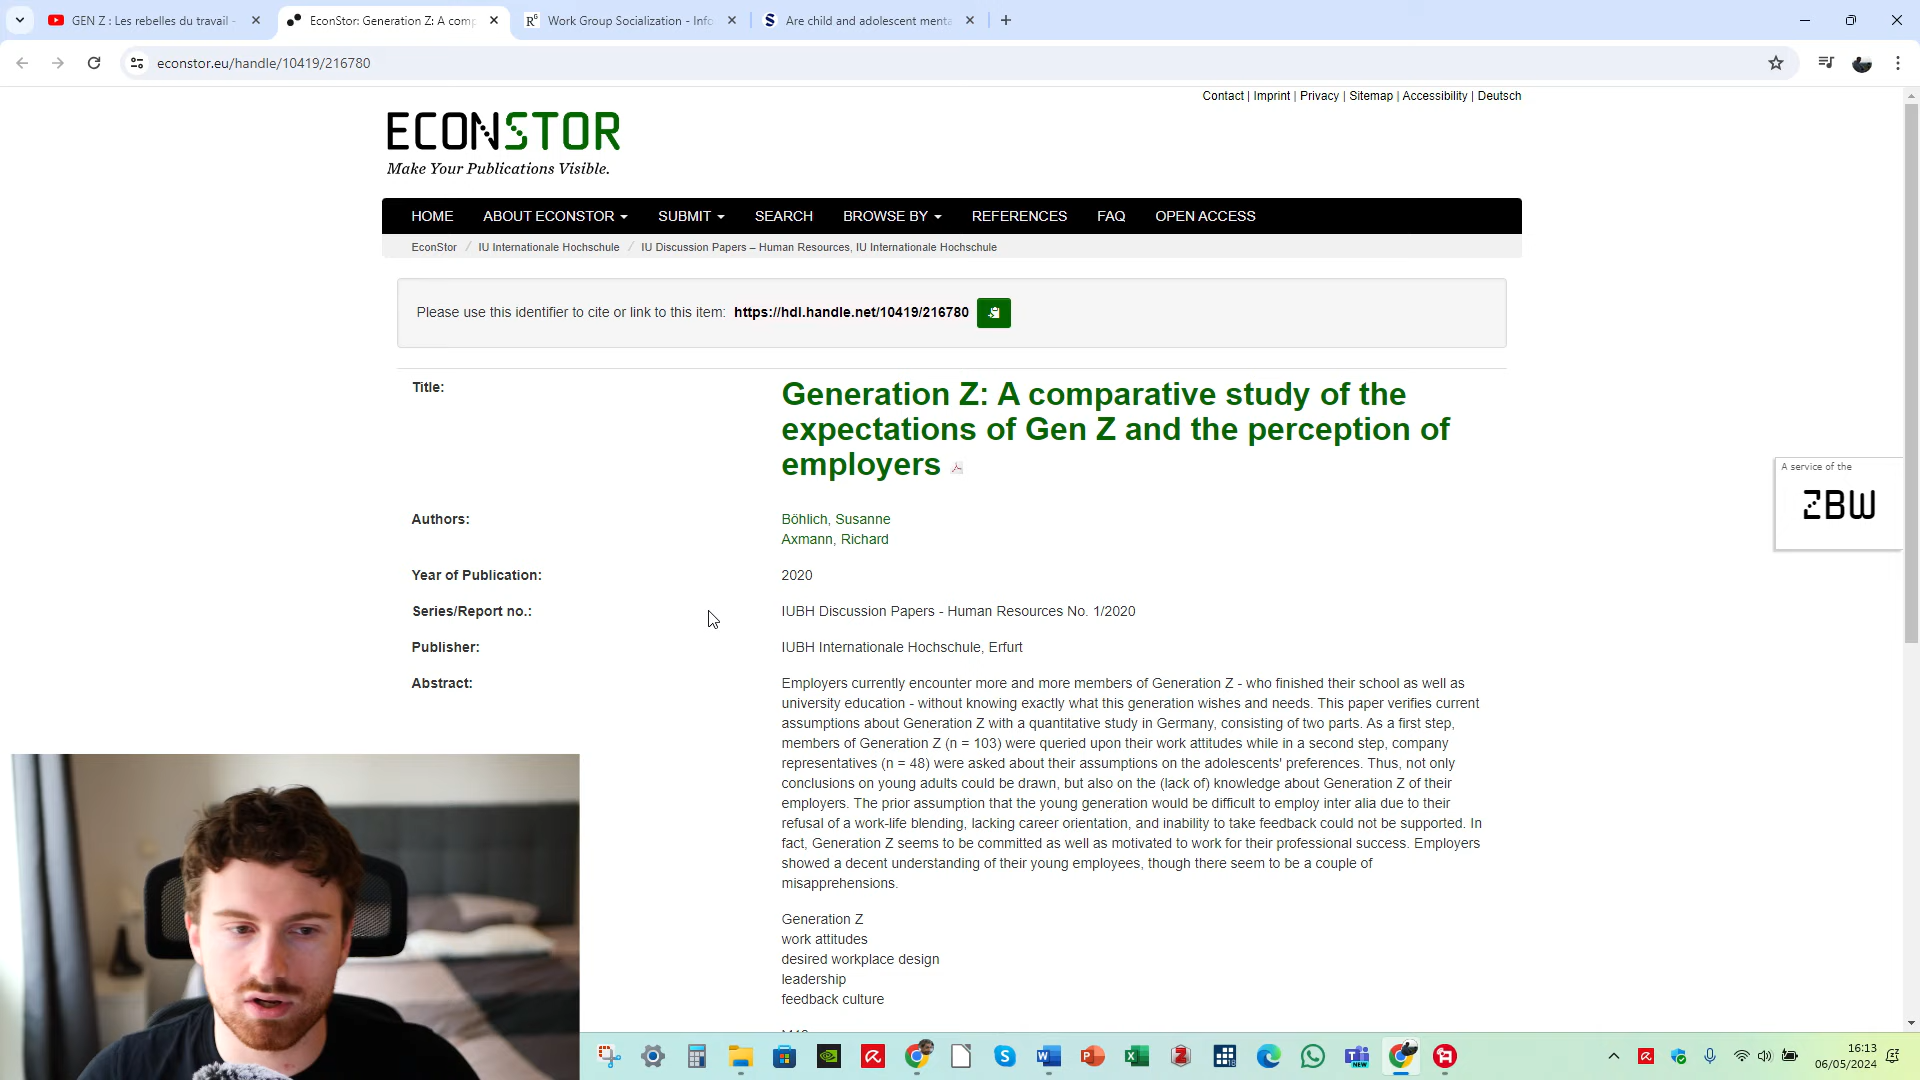 GEN Z : Les rebelles du travail -
EconStor: Generation Z: A comp
Work Group Socialization - Info
Are child and adolescent menta
econstor.eu/handle/10419/216780
Contact | Imprint | Privacy | Sitemap | Accessibility | Deutsch
ECONSTOR
Make Your Publications Visible.
HOME ABOUT ECONSTOR SUBMIT SEARCH BROWSE BY REFERENCES FAQ OPEN ACCESS
EconStor / IU Internationale Hochschule / IU Discussion Papers – Human Resources, IU Internationale Hochschule
Please use this identifier to cite or link to this item: https://hdl.handle.net/10419/216780
Title:
Generation Z: A comparative study of the
expectations of Gen Z and the perception of
employers
A service of the
ZBW
Authors:
Böhlich, Susanne
Axmann, Richard
Year of Publication:
2020
Series/Report no.:
IUBH Discussion Papers - Human Resources No. 1/2020
Publisher:
IUBH Internationale Hochschule, Erfurt
Abstract:
Employers currently encounter more and more members of Generation Z - who finished their school as well as
university education - without knowing exactly what this generation wishes and needs. This paper verifies current
assumptions about Generation Z with a quantitative study in Germany, consisting of two parts. As a first step,
members of Generation Z (n = 103) were queried upon their work attitudes while in a second step, company
representatives (n = 48) were asked about their assumptions on the adolescents' preferences. Thus, not only
conclusions on young adults could be drawn, but also on the (lack of) knowledge about Generation Z of their
employers. The prior assumption that the young generation would be difficult to employ inter alia due to their
refusal of a work-life blending, lacking career orientation, and inability to take feedback could not be supported. In
fact, Generation Z seems to be committed as well as motivated to work for their professional success. Employers
showed a decent understanding of their young employees, though there seem to be a couple of
misapprehensions.
Generation Z
work attitudes
desired workplace design
leadership
feedback culture
16:13
06/05/2024